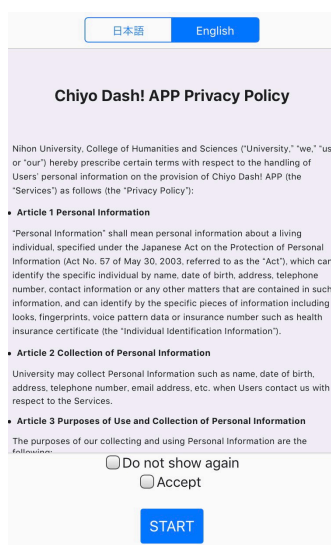 日本語
English
Chiyo Dash! APP Privacy Policy
Nihon University, College of Humanities and Sciences ("University," "we," "us
or "our") hereby prescribe certain terms with respect to the handling of
Users' personal information on the provision of Chiyo Dash! APP (the
"Services") as follows (the "Privacy Policy"):
• Article 1 Personal Information
"Personal Information" shall mean personal information about a living
individual, specified under the Japanese Act on the Protection of Personal
Information (Act No. 57 of May 30, 2003, referred to as the "Act"), which can
identify the specific individual by name, date of birth, address, telephone
number, contact information or any other matters that are contained in such
information, and can identify by the specific pieces of information including
looks, fingerprints, voice pattern data or insurance number such as health
insurance certificate (the "Individual Identification Information").
• Article 2 Collection of Personal Information
University may collect Personal Information such as name, date of birth,
address, telephone number, email address, etc. when Users contact us with
respect to the Services.
• Article 3 Purposes of Use and Collection of Personal Information
The purposes of our collecting and using Personal Information are the
following:
Do not show again
Accept
START